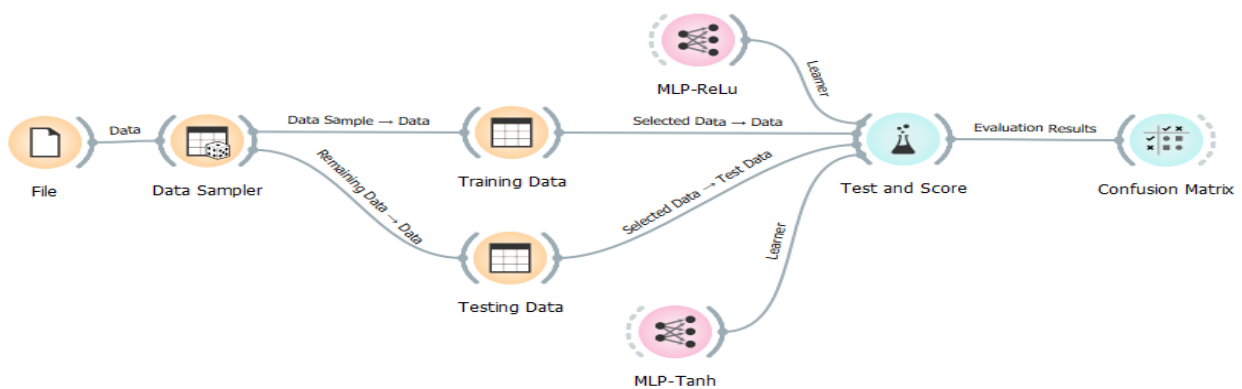 MLP-ReLu
Learner
Data
Data Sample → Data
Selected Data → Data
Evaluation Results
File
Data Sampler
Training Data
Test and Score
Confusion Matrix
Remaining Data → Data
Selected Data → Test Data
Learner
Testing Data
MLP-Tanh